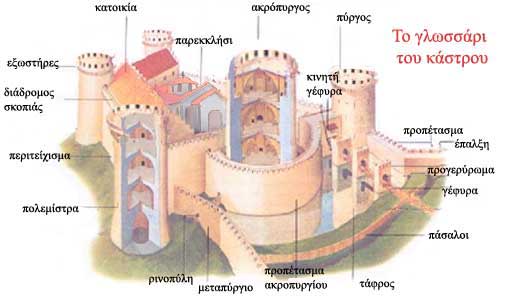 κατοικία
ακρόπυργος
πύργος
Το γλωσσάρι
του κάστρου
παρεκκλήσι
εξωστήρες
κινητή
γέφυρα
διάδρομος
σκοπιάς
προπέτασμα
έπαλξη
περιτείχισμα
προγερύρωμα
γέφυρα
πολεμίστρα
πάσαλοι
ρινοπύλη
μεταπύργιο
προπέτασμα
ακροπυργίου
τάφρος